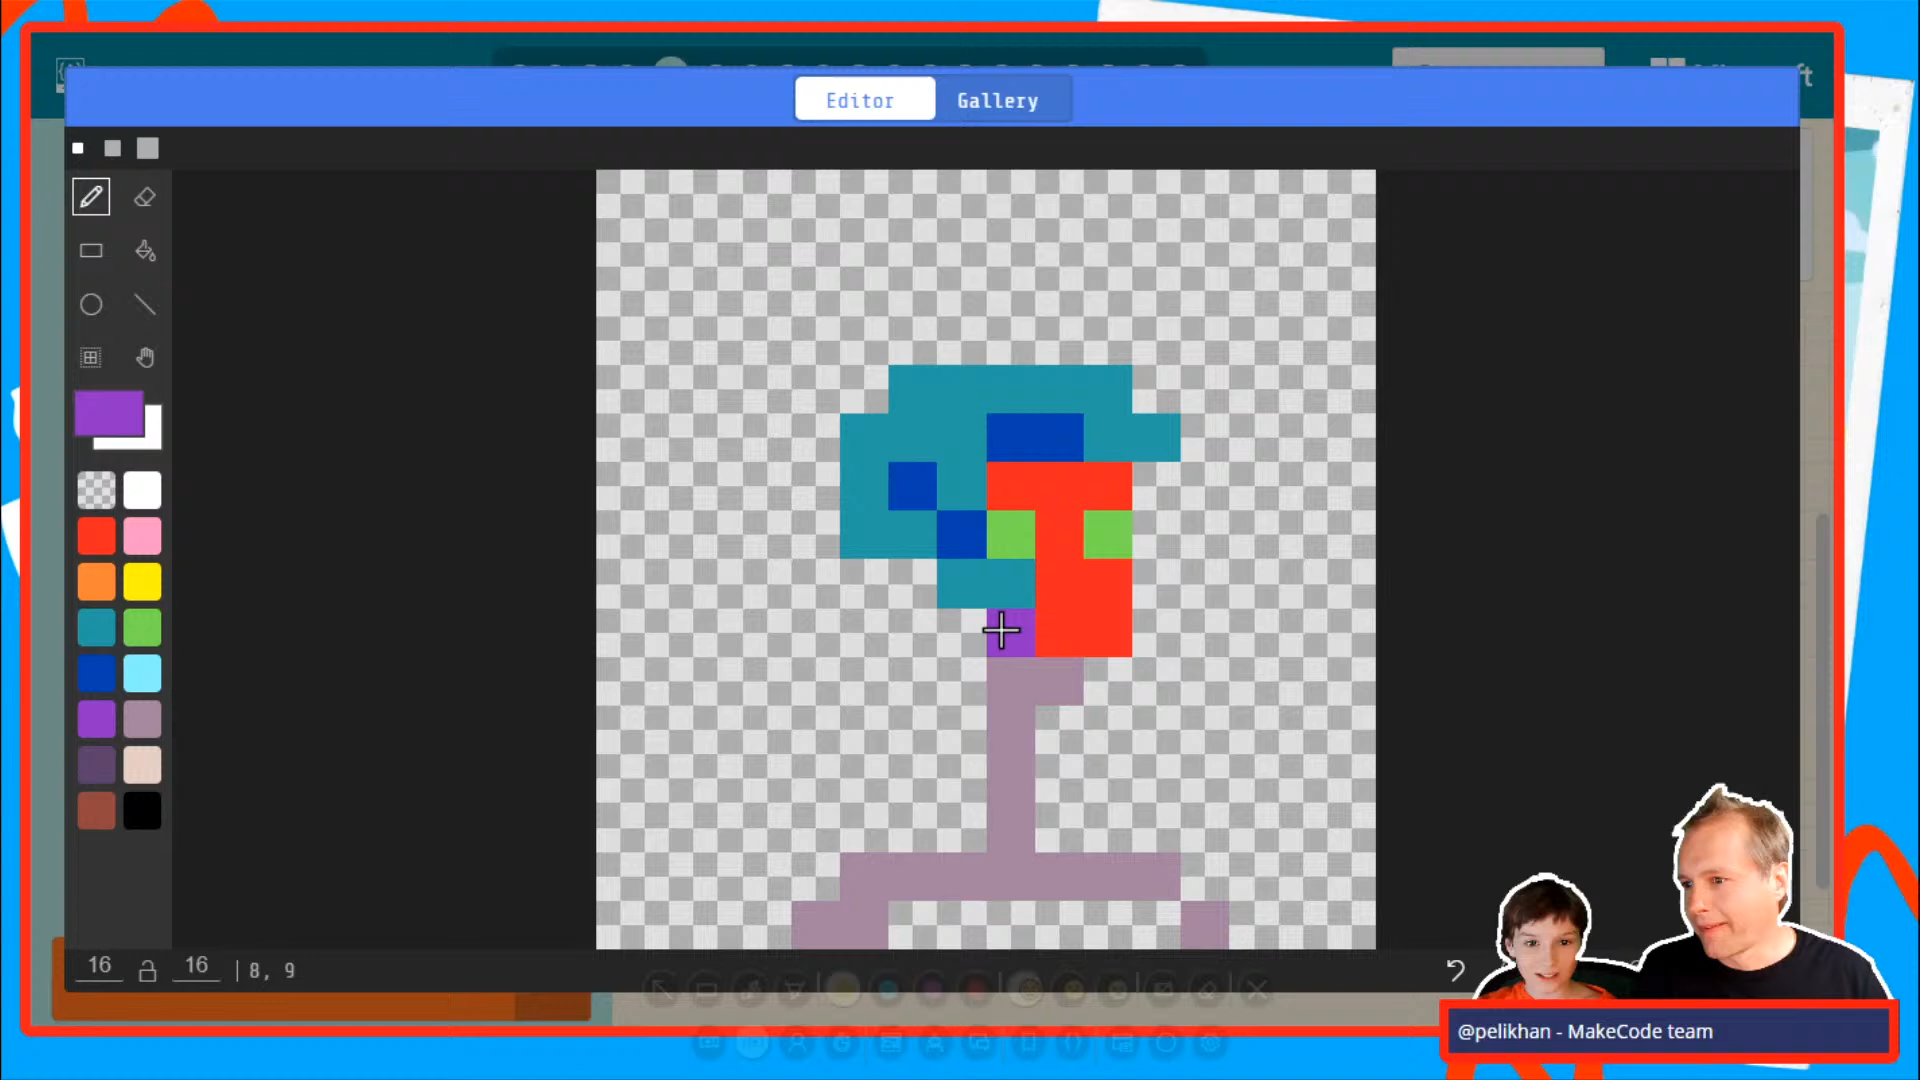 Editor
Gallery
16
16
8, 9
@pelikhan - MakeCode team